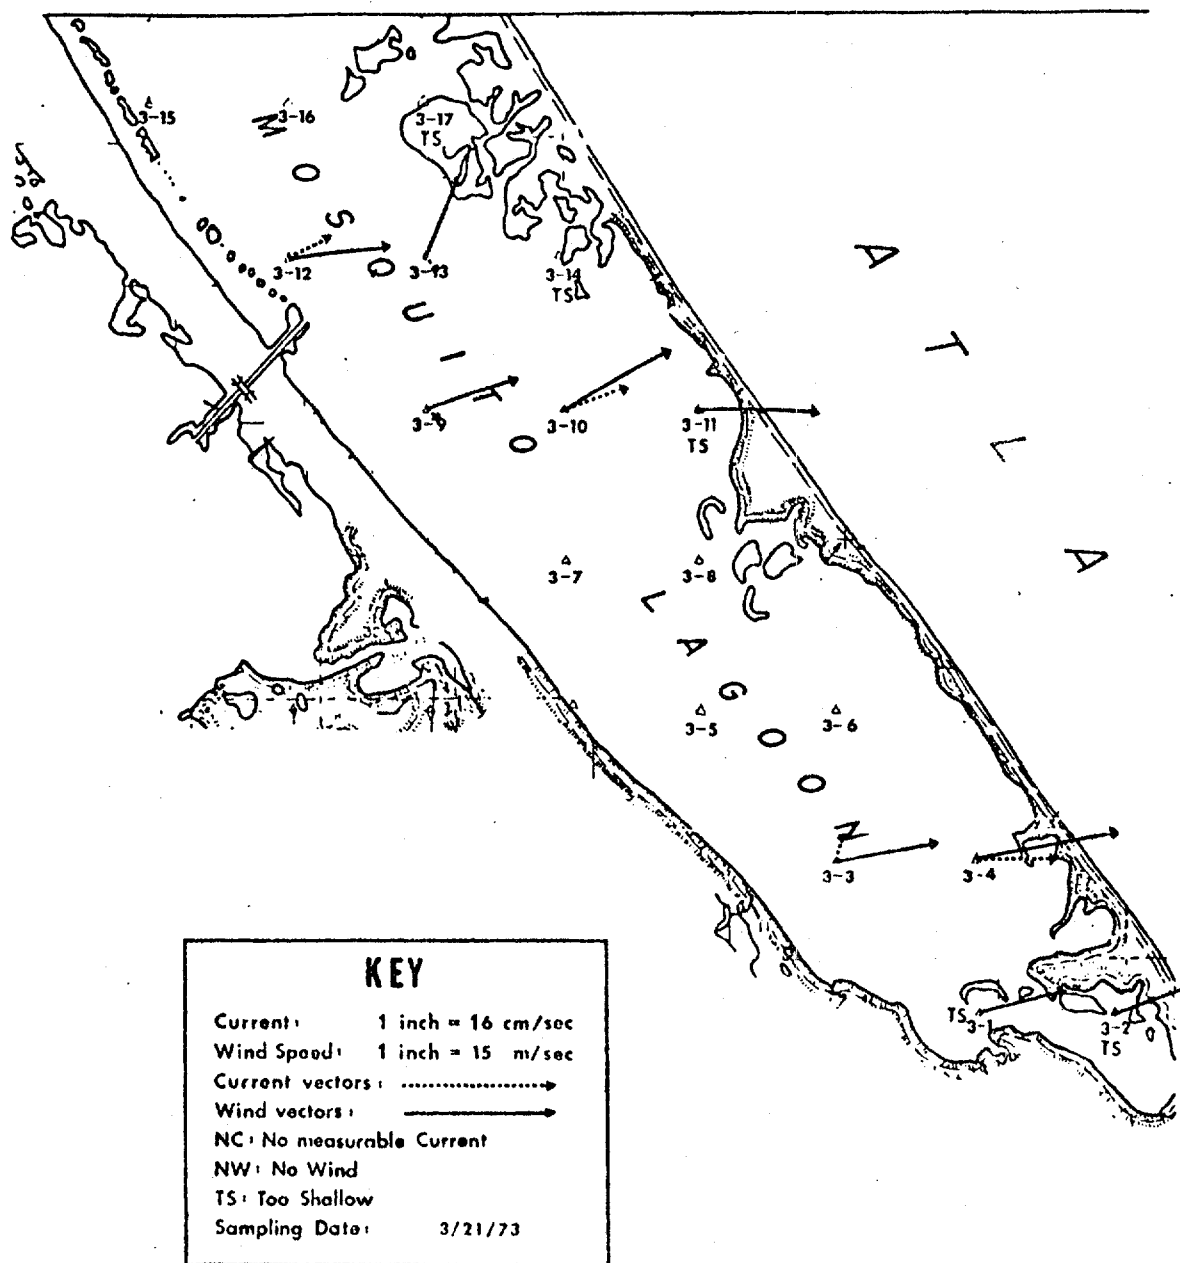 3-15
3-16
3-17
TS
MOSQUITO
LAGOON
ATLA
3-12
3-13
3-14
TS
3-9
3-10
3-11
TS
3-7
3-8
3-5
3-6
3-3
3-4
TS
3-1
3-2
TS
KEY
Current: 1 inch = 16 cm/sec
Wind Speed: 1 inch = 15 m/sec
Current vectors:
Wind vectors:
NC: No measurable Current
NW: No Wind
TS: Too Shallow
Sampling Date: 3/21/73